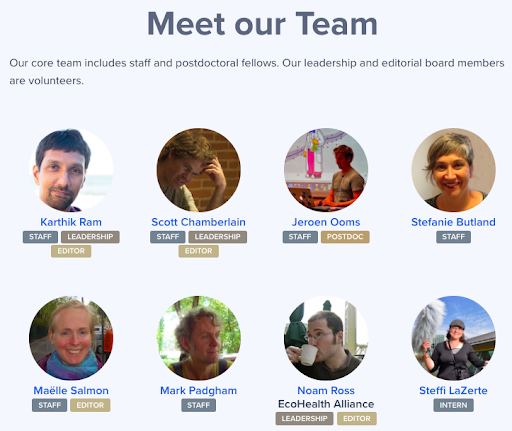 Meet our Team
Our core team includes staff and postdoctoral fellows. Our leadership and editorial board members
are volunteers.
Karthik Ram
STAFF LEADERSHIP
EDITOR
Scott Chamberlain
STAFF LEADERSHIP
EDITOR
Jeroen Ooms
STAFF POSTDOC
Stefanie Butland
STAFF
Maëlle Salmon
STAFF EDITOR
Mark Padgham
STAFF
Noam Ross
EcoHealth Alliance
LEADERSHIP EDITOR
Steffi LaZerte
INTERN